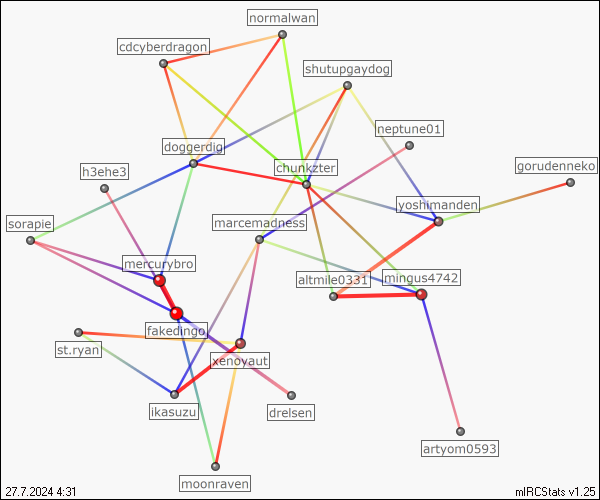 normalwan
cdcyberdragon
shutupgaydog
neptune01
doggerdig
chunkzter
gorudenneko
h3ehe3
yoshimanden
sorapie
marcemadness
mercurybro
altmile0331
mingus4742
fakedingo
st.ryan
xenoyaut
ikasuzu
drelsen
artyom0593
moonraven
27.7.2024 4:31
mIRCStats v1.25